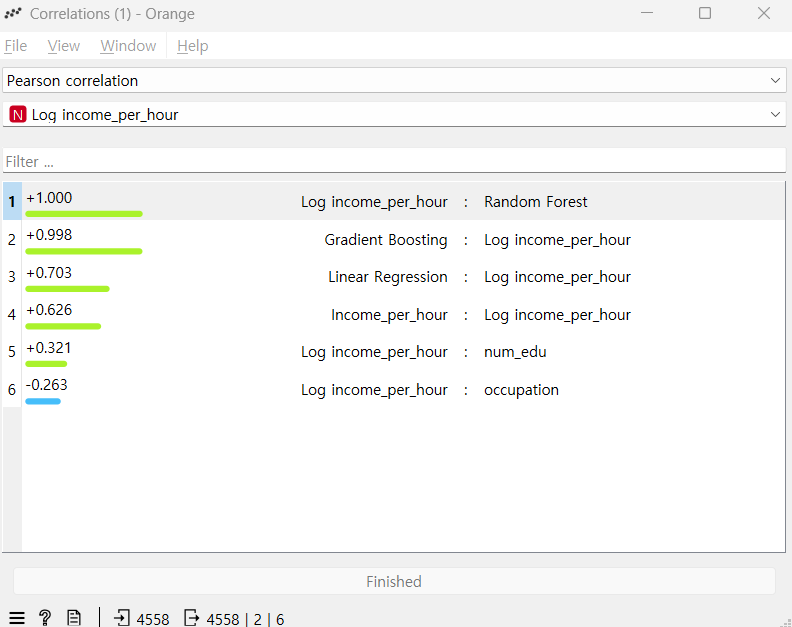 Correlations (1) - Orange
File View Window Help
Pearson correlation
N Log income_per_hour
Filter ...
1 +1.000 Log income_per_hour : Random Forest
2 +0.998 Gradient Boosting : Log income_per_hour
3 +0.703 Linear Regression : Log income_per_hour
4 +0.626 Income_per_hour : Log income_per_hour
5 +0.321 Log income_per_hour : num_edu
6 -0.263 Log income_per_hour : occupation
Finished
? 4558 4558 | 2 | 6